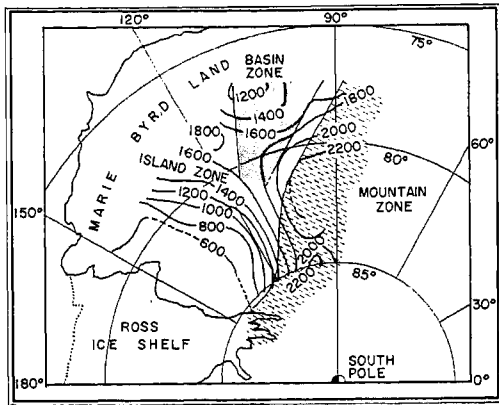 120°
90°
75°
BASIN
ZONE
MARIE BYRD LAND
1200
1400
1600
1800
1800
2000
2200
1600
ISLAND ZONE
1400
1200
1000
800
600
80°
60°
MOUNTAIN
ZONE
150°
2000
2200
85°
30°
ROSS
ICE SHELF
SOUTH
POLE
180°
0°